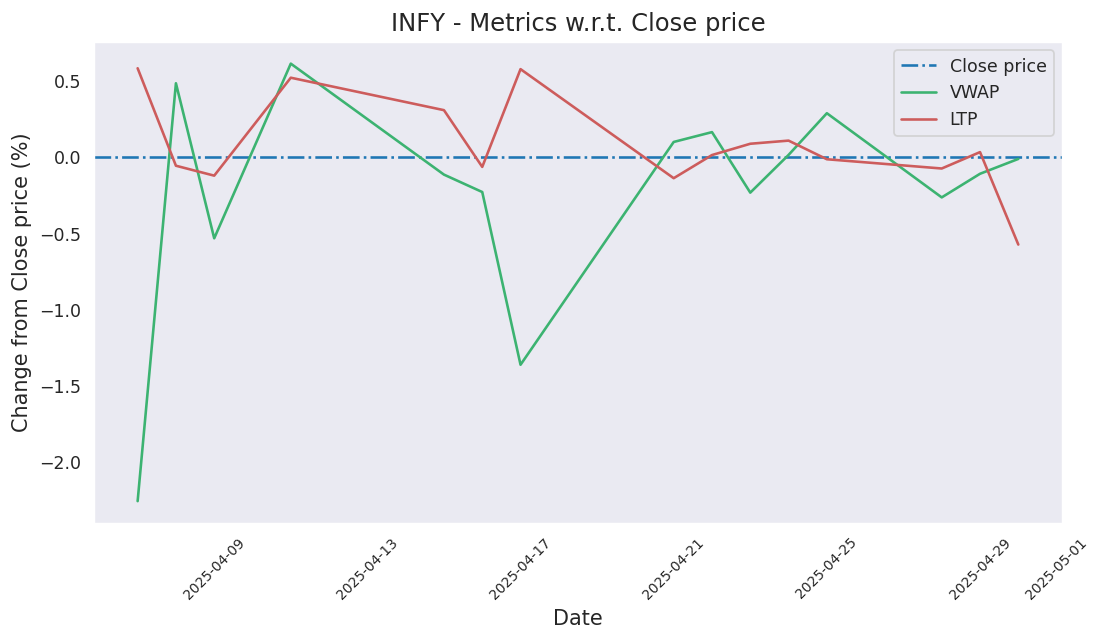 INFY - Metrics w.r.t. Close price
Close price
VWAP
LTP
Change from Close price (%)
0.5
0.0
−0.5
−1.0
−1.5
−2.0
2025-04-09
2025-04-13
2025-04-17
2025-04-21
2025-04-25
2025-04-29
2025-05-01
Date